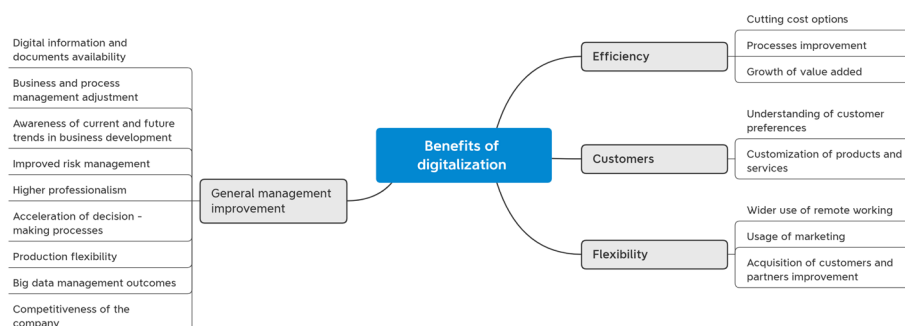 Benefits of
digitalization
Efficiency
Cutting cost options
Processes improvement
Growth of value added
Customers
Understanding of customer
preferences
Customization of products and
services
Flexibility
Wider use of remote working
Usage of marketing
Acquisition of customers and
partners improvement
General management
improvement
Digital information and
documents availability
Business and process
management adjustment
Awareness of current and future
trends in business development
Improved risk management
Higher professionalism
Acceleration of decision -
making processes
Production flexibility
Big data management outcomes
Competitiveness of the
company